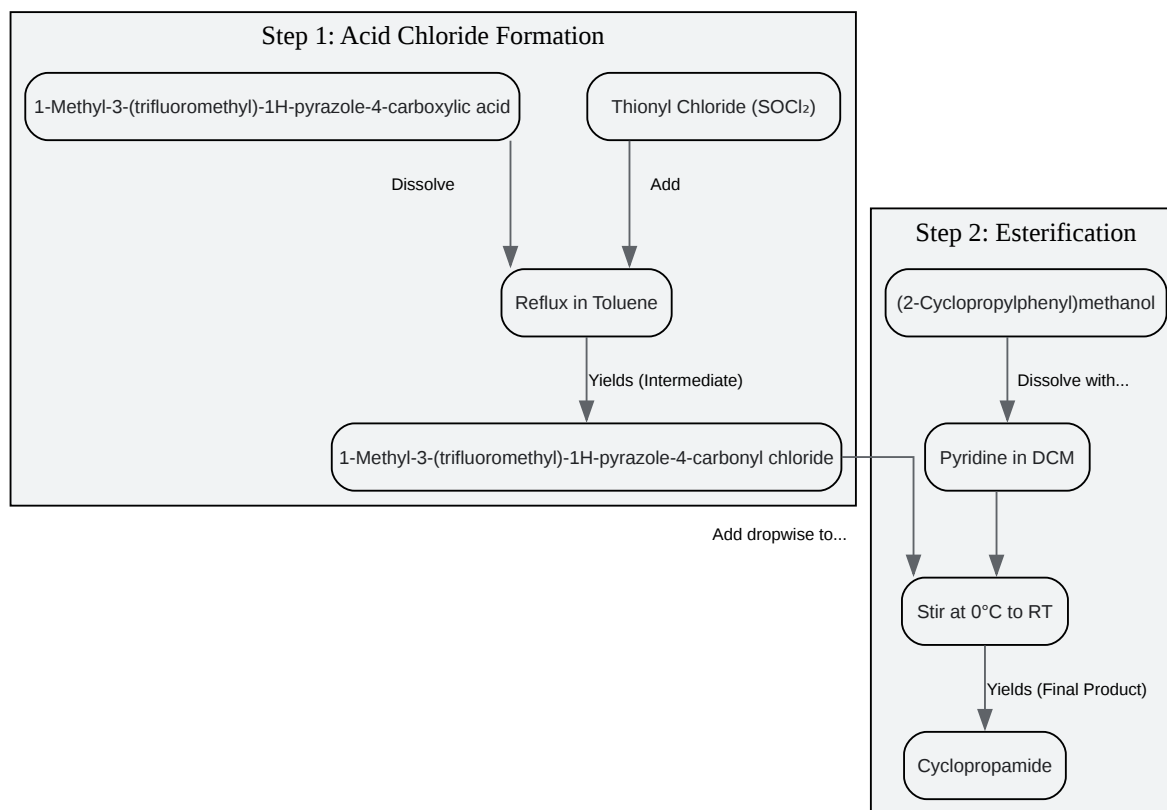 Step 1: Acid Chloride Formation
1-Methyl-3-(trifluoromethyl)-1H-pyrazole-4-carboxylic acid
Thionyl Chloride (SOCl₂)
Dissolve
Add
Reflux in Toluene
Yields (Intermediate)
1-Methyl-3-(trifluoromethyl)-1H-pyrazole-4-carbonyl chloride
Add dropwise to...
Step 2: Esterification
(2-Cyclopropylphenyl)methanol
Dissolve with...
Pyridine in DCM
Stir at 0°C to RT
Yields (Final Product)
Cyclopropamide